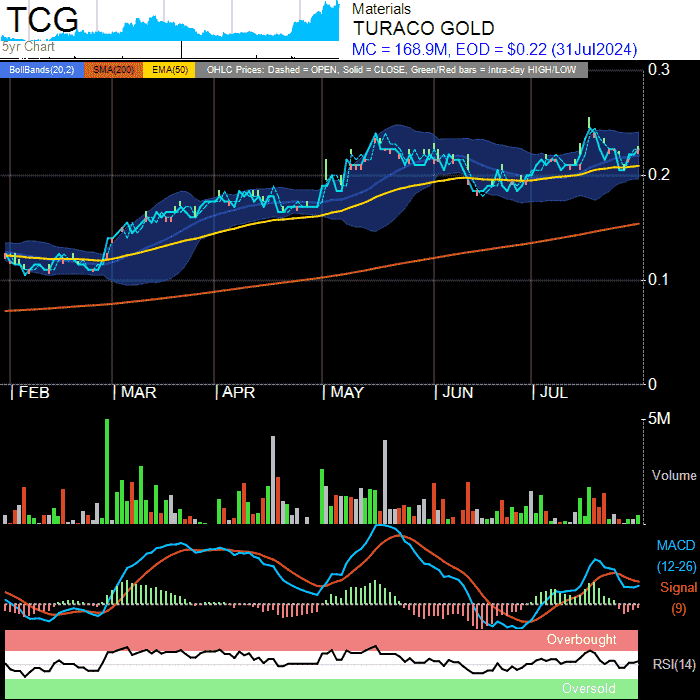 TCG
5yr Chart
Materials
TURACO GOLD
MC = 168.9M, EOD = $0.22 (31Jul2024)
BollBands(20,2) SMA(200) EMA(50) OHLC Prices: Dashed = OPEN, Solid = CLOSE, Green/Red bars = Intra-day HIGH/LOW
0.3
0.2
0.1
0
FEB MAR APR MAY JUN JUL
5M
Volume
MACD
(12-26)
Signal
(9)
Overbought
RSI(14)
Oversold